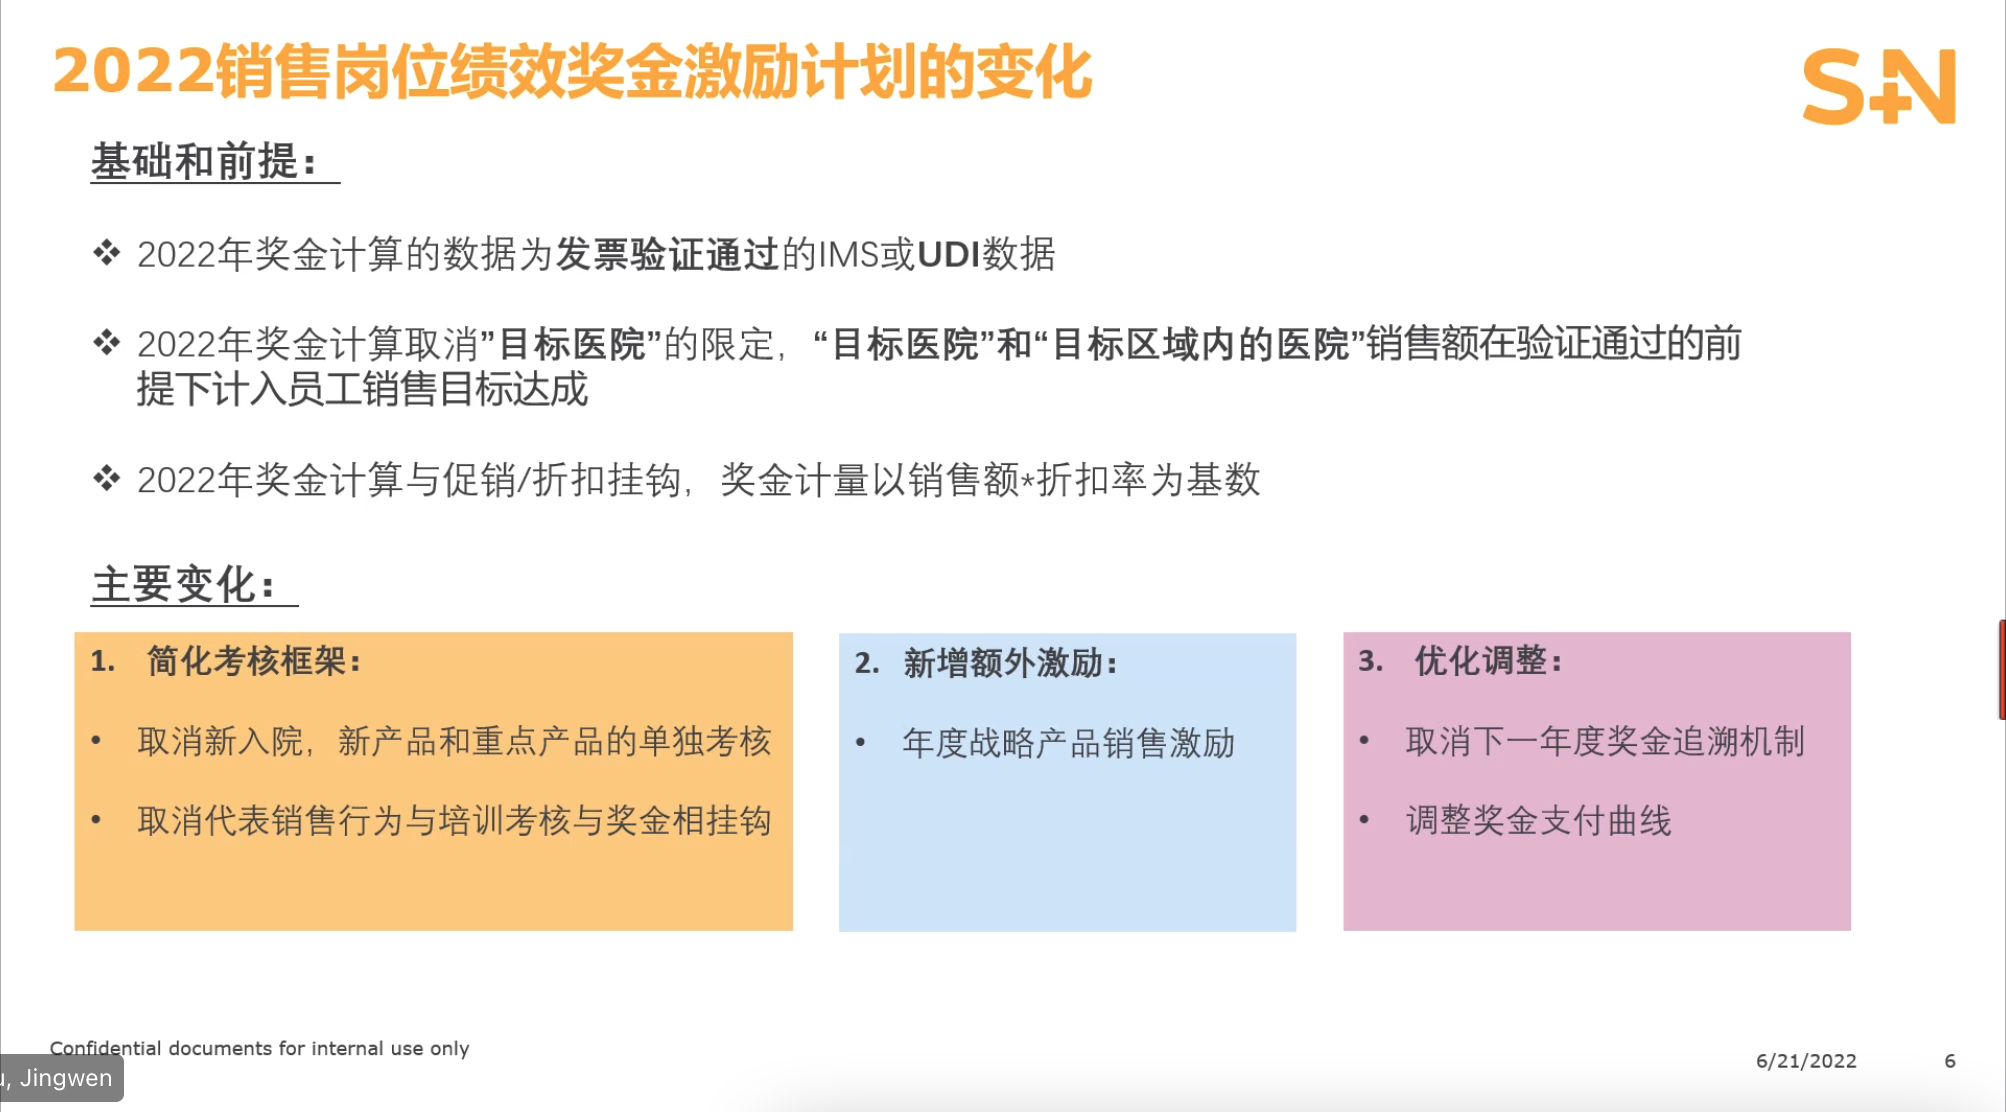 2022销售岗位绩效奖金激励计划的变化
S+N
基础和前提：
❖ 2022年奖金计算的数据为发票验证通过的IMS或UDI数据
❖ 2022年奖金计算取消”目标医院”的限定，“目标医院”和“目标区域内的医院”销售额在验证通过的前
提下计入员工销售目标达成
❖ 2022年奖金计算与促销/折扣挂钩，奖金计量以销售额*折扣率为基数
主要变化：
1. 简化考核框架：
• 取消新入院，新产品和重点产品的单独考核
• 取消代表销售行为与培训考核与奖金相挂钩
2. 新增额外激励：
• 年度战略产品销售激励
3. 优化调整：
• 取消下一年度奖金追溯机制
• 调整奖金支付曲线
Confidential documents for internal use only
, Jingwen
6/21/2022
6